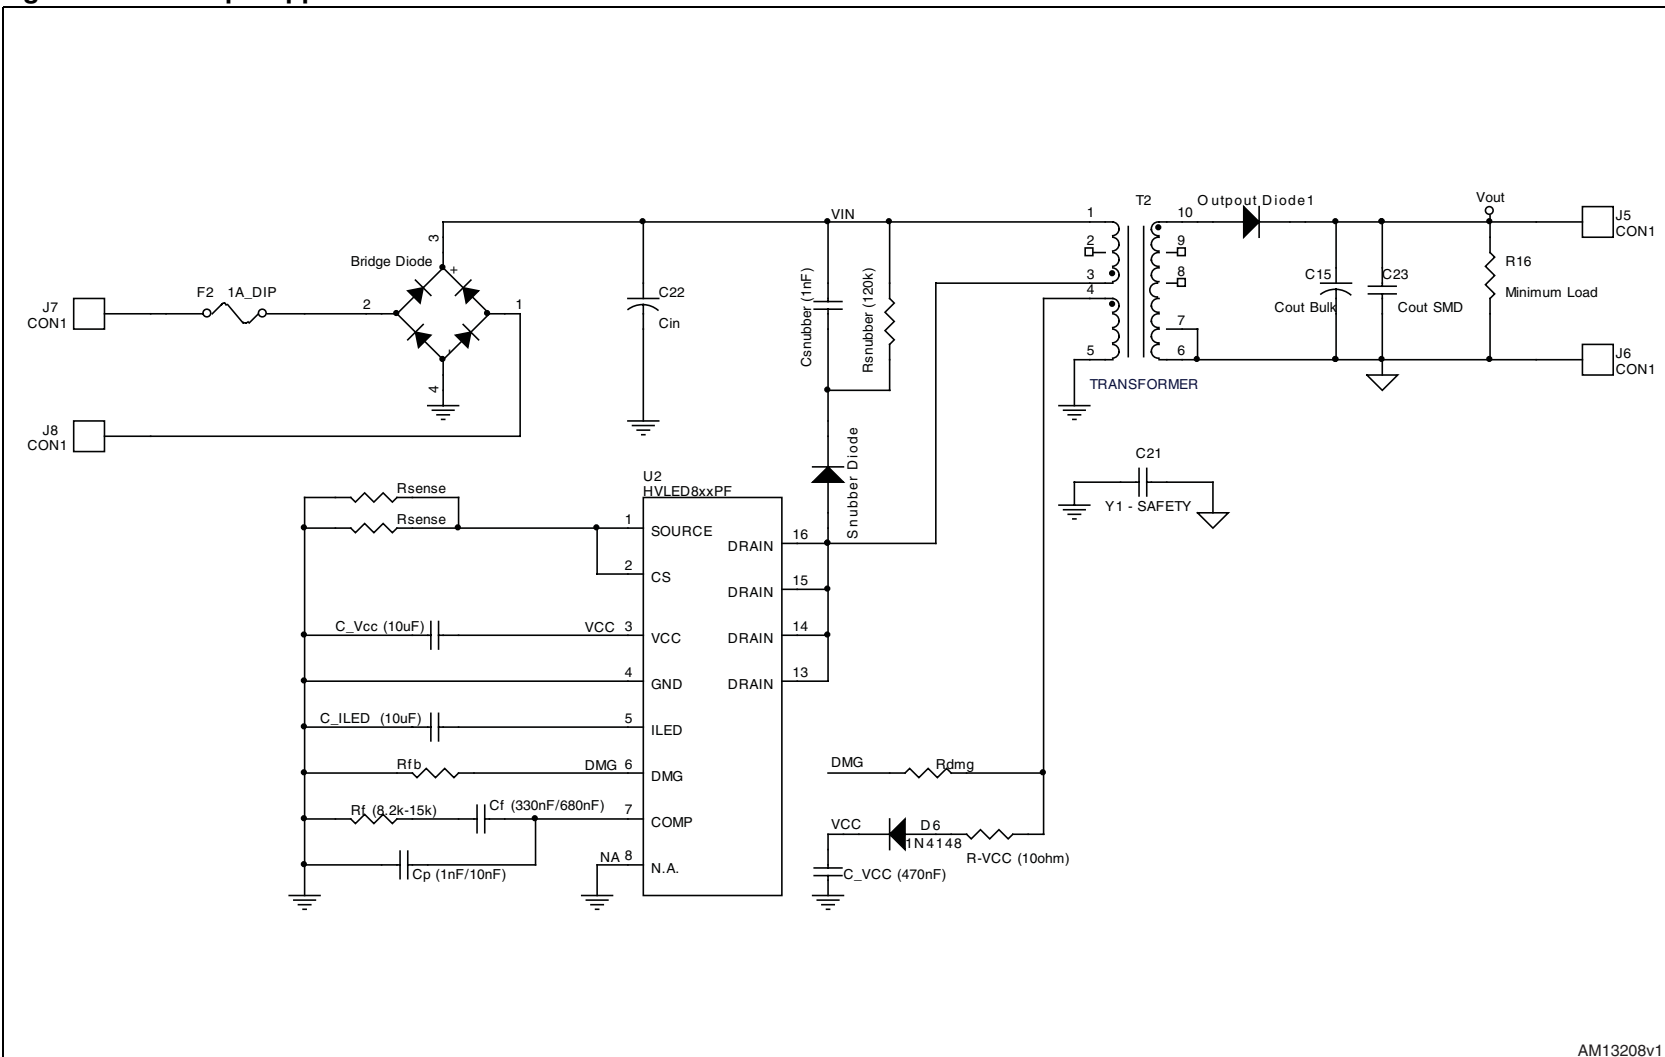 T2
Outpout Diode1
Vout
VIN
1
10
J5
CON1
2
9
3
Bridge Diode
+
R16
3
8
C15
C23
4
Minimum Load
F2 1A_DIP
2
1
C22
Csnubber (1nF)
Rsnubber (120k)
J7
CON1
Cout Bulk
Cout SMD
Cin
7
5
6
J6
CON1
4
TRANSFORMER
J8
CON1
Snubber Diode
C21
U2
HVLED8xxPF
Rsense
Y1 - SAFETY
Rsense
1
SOURCE
16
DRAIN
2
CS
15
DRAIN
C_Vcc (10uF)
VCC 3
VCC
14
DRAIN
4
GND
13
DRAIN
C_ILED (10uF)
5
ILED
Rfb
DMG 6
DMG
DMG
Rdmg
Rf (8.2k-15k)
Cf (330nF/680nF)
7
COMP
VCC
D6
1N4148
R-VCC (10ohm)
NA 8
N.A.
Cp (1nF/10nF)
C_VCC (470nF)
AM13208v1